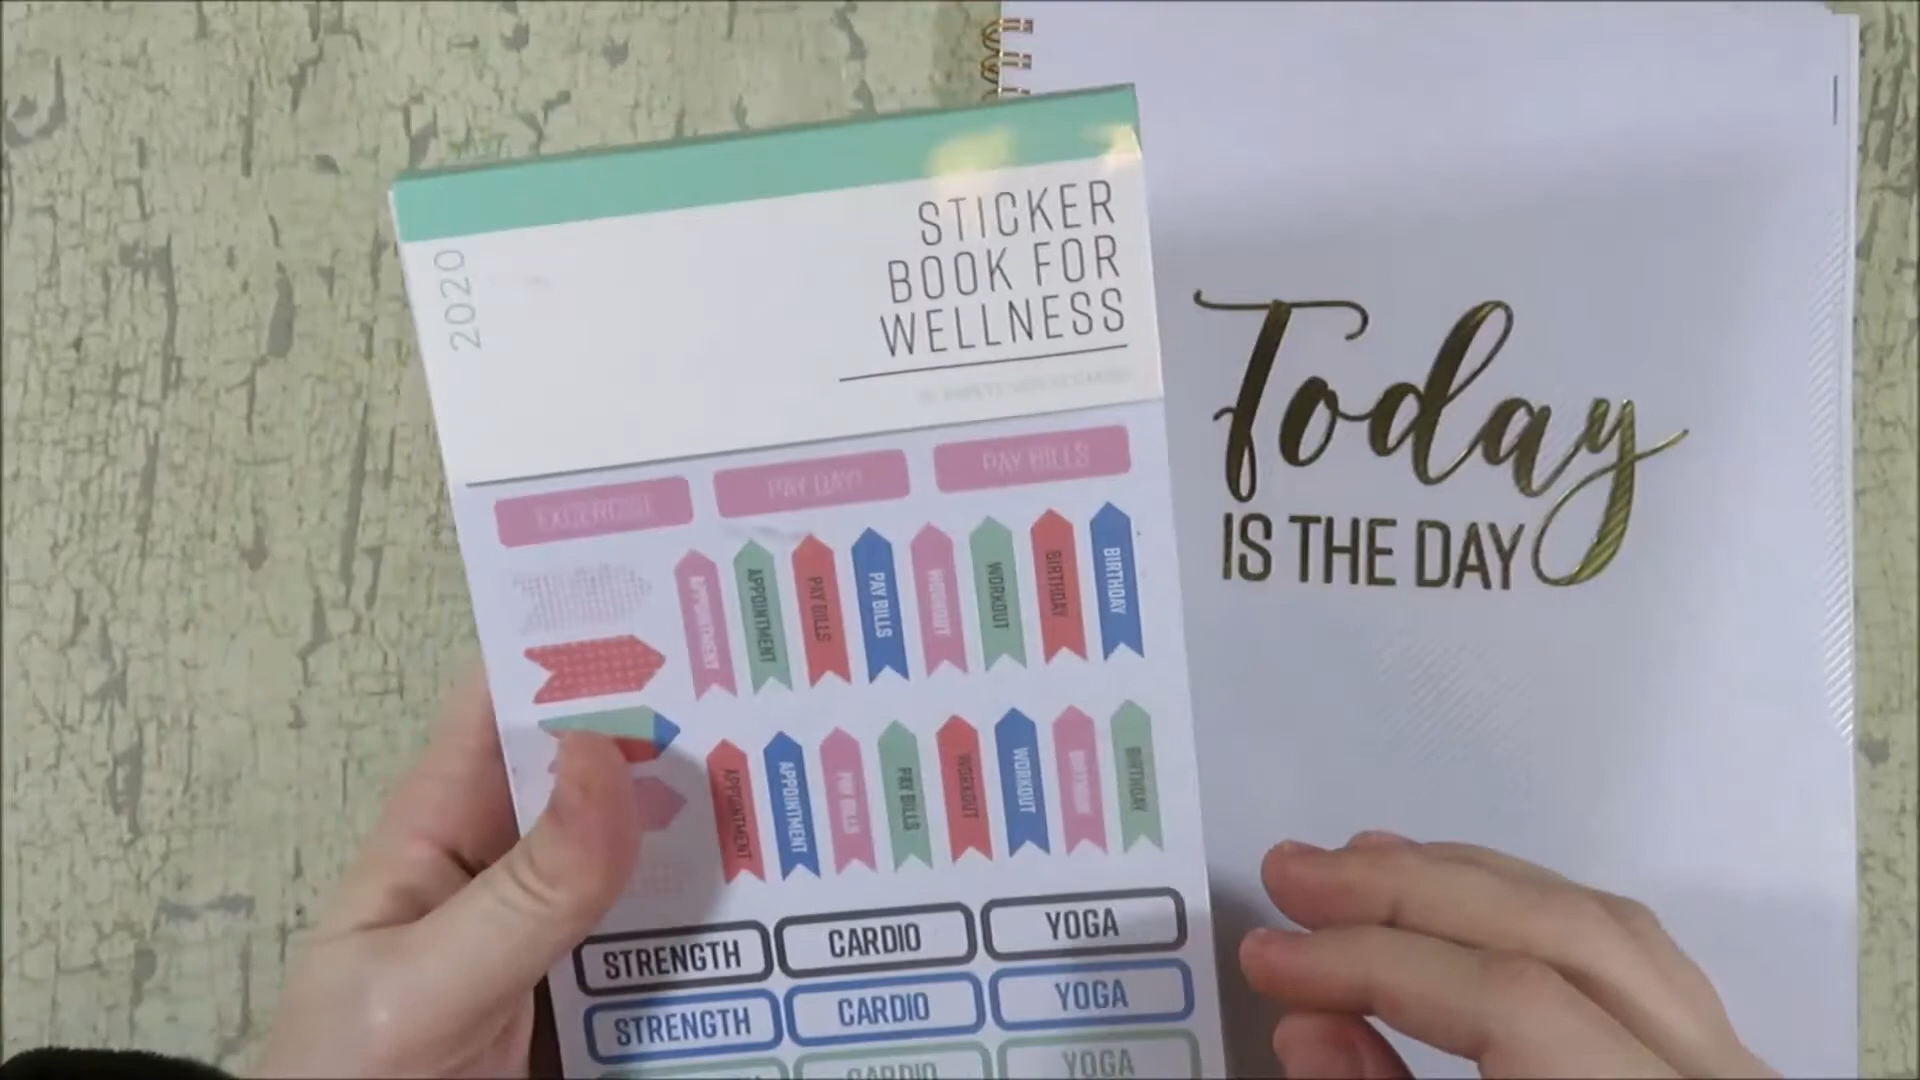 2020
STICKER
BOOK FOR
WELLNESS
EXCERCISE
PAY DAY!
PAY BILLS
APPOINTMENT
APPOINTMENT
PAY BILLS
PAY BILLS
WORKOUT
WORKOUT
BIRTHDAY
BIRTHDAY
APPOINTMENT
APPOINTMENT
PAY BILLS
PAY BILLS
WORKOUT
WORKOUT
BIRTHDAY
BIRTHDAY
STRENGTH CARDIO YOGA
STRENGTH CARDIO YOGA
CARDIO YOGA
Today
IS THE DAY